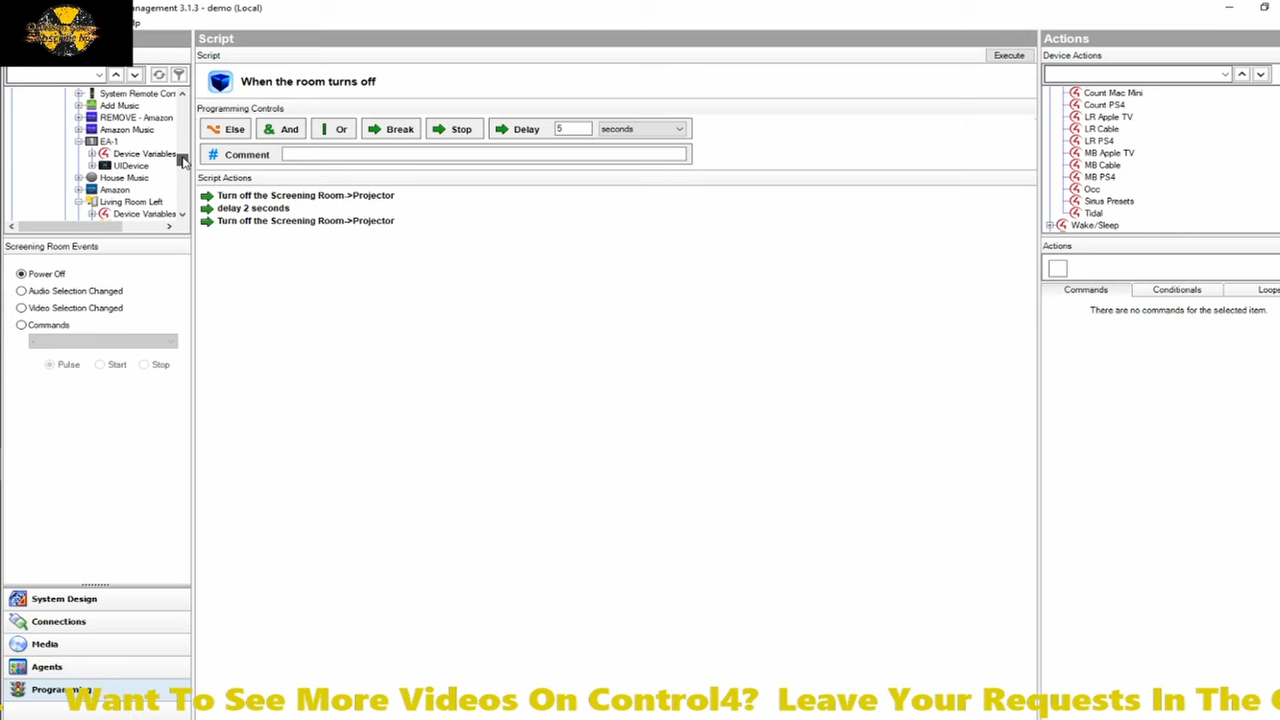 anagement 3.1.3 - demo (Local)
lp
Script
Script
Execute
When the room turns off
Programming Controls
Else
And
Or
Break
Stop
Delay
5
seconds
# Comment
Script Actions
Turn off the Screening Room->Projector
delay 2 seconds
Turn off the Screening Room->Projector
System Remote Con
Add Music
REMOVE - Amazon
Amazon Music
EA-1
Device Variables
UIDevice
House Music
Amazon
Living Room Left
Device Variables
Screening Room Events
Power Off
Audio Selection Changed
Video Selection Changed
Commands
-
Pulse
Start
Stop
System Design
Connections
Media
Agents
Programming
Actions
Device Actions
Count Mac Mini
Count PS4
LR Apple TV
LR Cable
LR PS4
MB Apple TV
MB Cable
MB PS4
Occ
Sirius Presets
Tidal
Wake/Sleep
Actions
Commands
Conditionals
Loops
There are no commands for the selected item.
Want To See More Videos On Control4? Leave Your Requests In The C